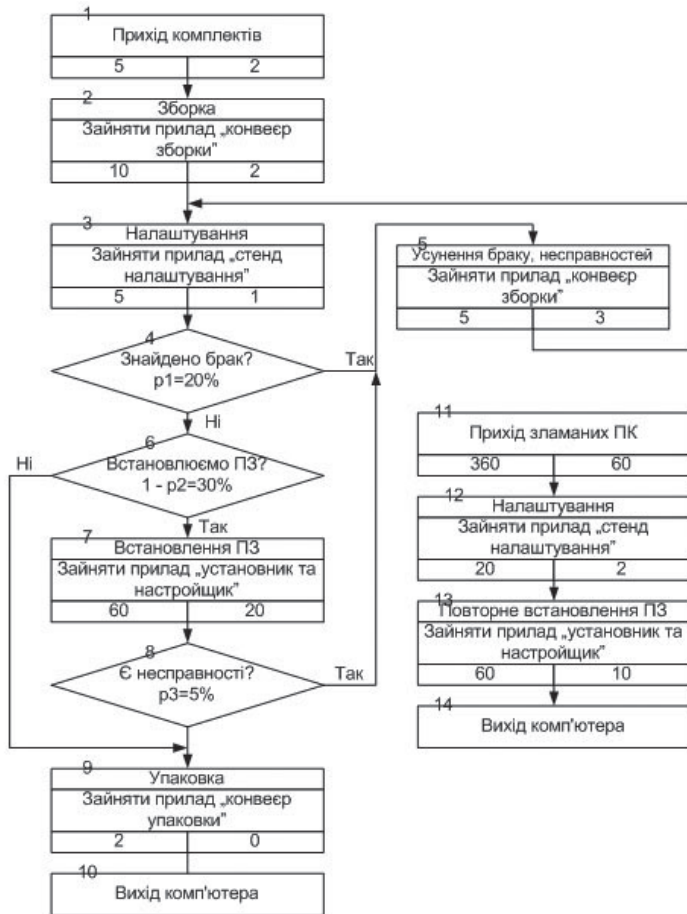 1
Прихід комплектів
5 2
2
Зборка
Зайняти прилад „конвеєр
зборки”
10 2
3
Налаштування
Зайняти прилад „стенд
налаштування”
5 1
4
Знайдено брак?
p1=20%
Так
Ні
5
Усунення браку, несправностей
Зайняти прилад „конвеєр
зборки”
5 3
6
Встановлюємо ПЗ?
1 - p2=30%
Ні
Так
7
Встановлення ПЗ
Зайняти прилад „установник та
настройщик”
60 20
8
Є несправності?
p3=5%
Так
9
Упаковка
Зайняти прилад „конвеєр
упаковки”
2 0
10
Вихід комп'ютера
11
Прихід зламаних ПК
360 60
12
Налаштування
Зайняти прилад „стенд
налаштування”
20 2
13
Повторне встановлення ПЗ
Зайняти прилад „установник та
настройщик”
60 10
14
Вихід комп'ютера